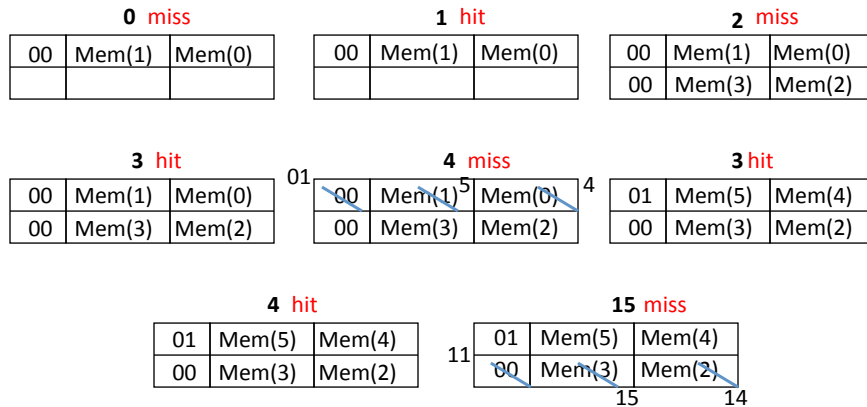 0 miss
00 Mem(1) Mem(0)
1 hit
00 Mem(1) Mem(0)
2 miss
00 Mem(1) Mem(0)
00 Mem(3) Mem(2)
3 hit
00 Mem(1) Mem(0)
00 Mem(3) Mem(2)
4 miss
01 00 Mem(1) 5 Mem(0) 4
00 Mem(3) Mem(2)
3 hit
01 Mem(5) Mem(4)
00 Mem(3) Mem(2)
4 hit
01 Mem(5) Mem(4)
00 Mem(3) Mem(2)
15 miss
01 Mem(5) Mem(4)
11 00 Mem(3) Mem(2)
15 14